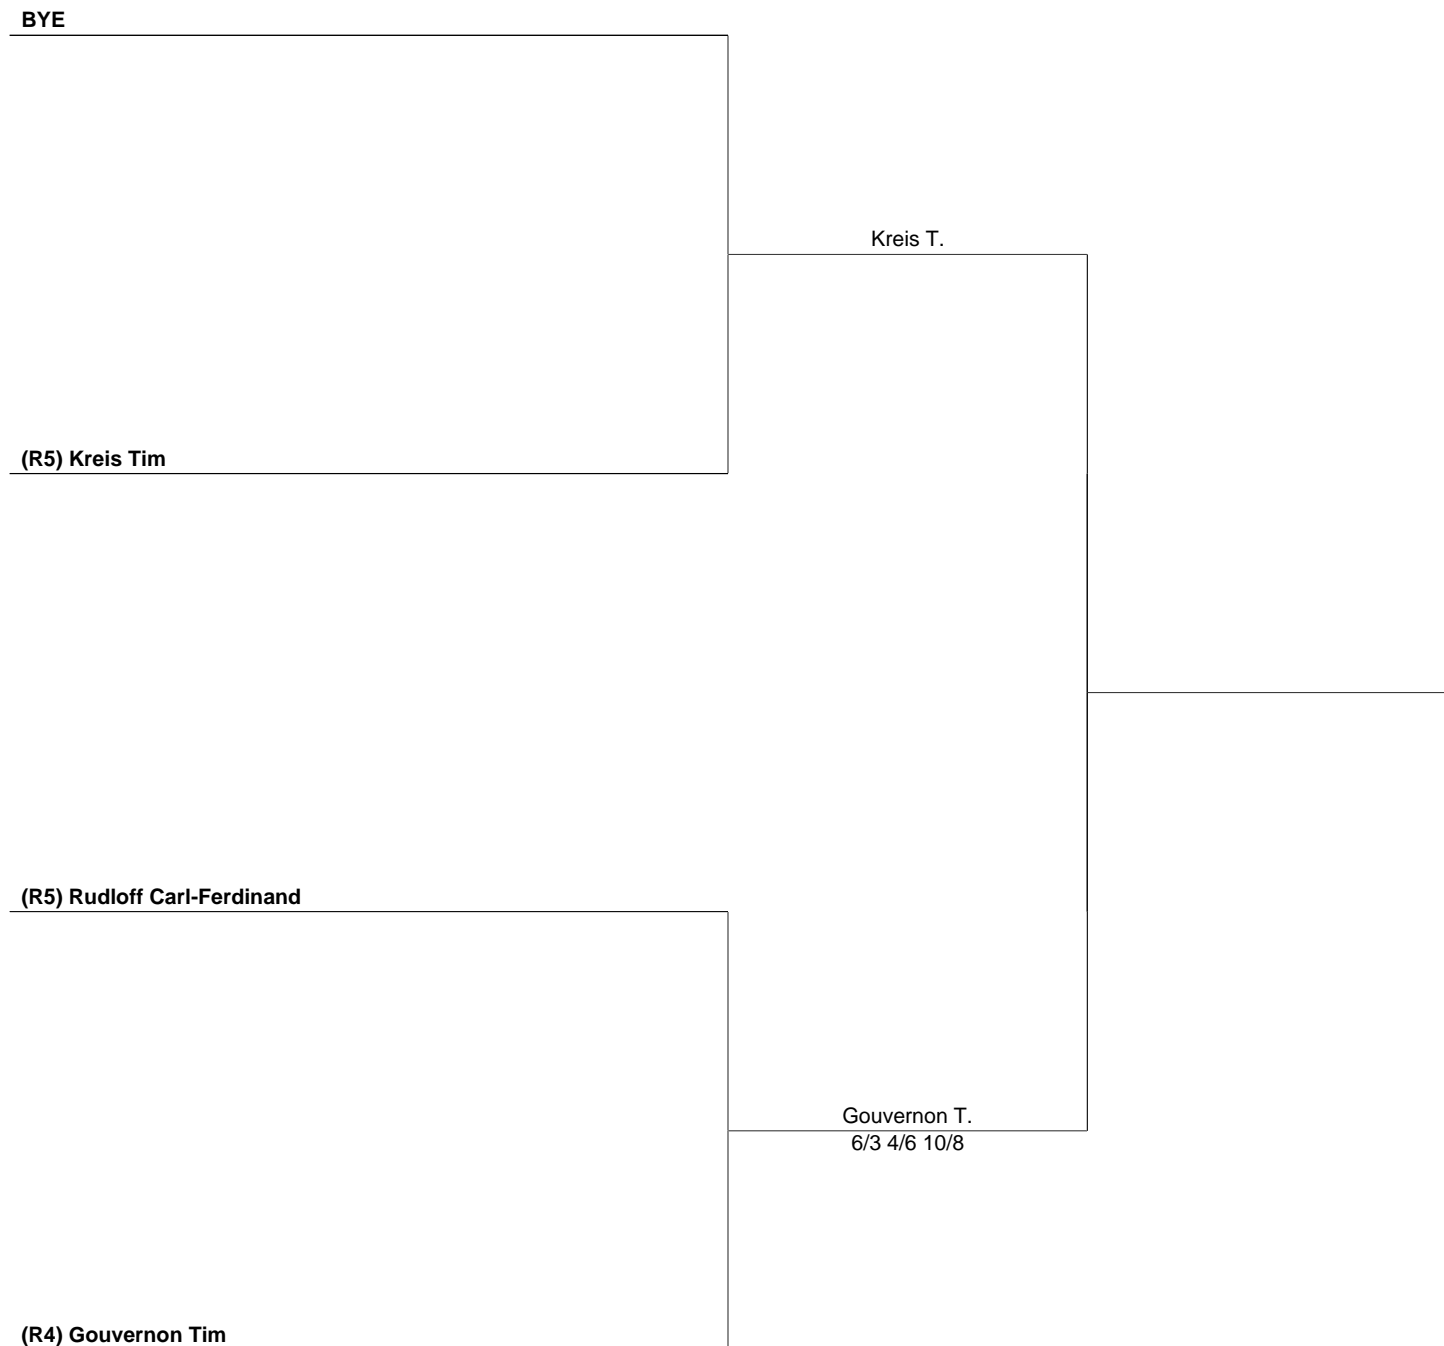 BYE
Kreis T.
(R5) Kreis Tim
(R5) Rudloff Carl-Ferdinand
Gouvernon T.
6/3 4/6 10/8
(R4) Gouvernon Tim